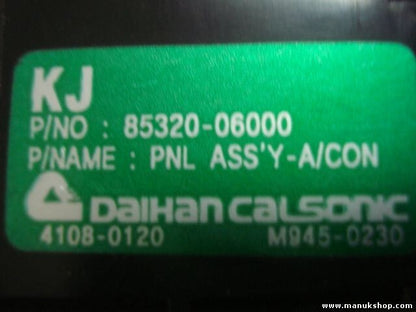 KJ
P/NO : 85320-06000
P/NAME : PNL ASS'Y-A/CON
DAIHAN CALSONIC
4108-0120 M945-0230
www.manukshop.com